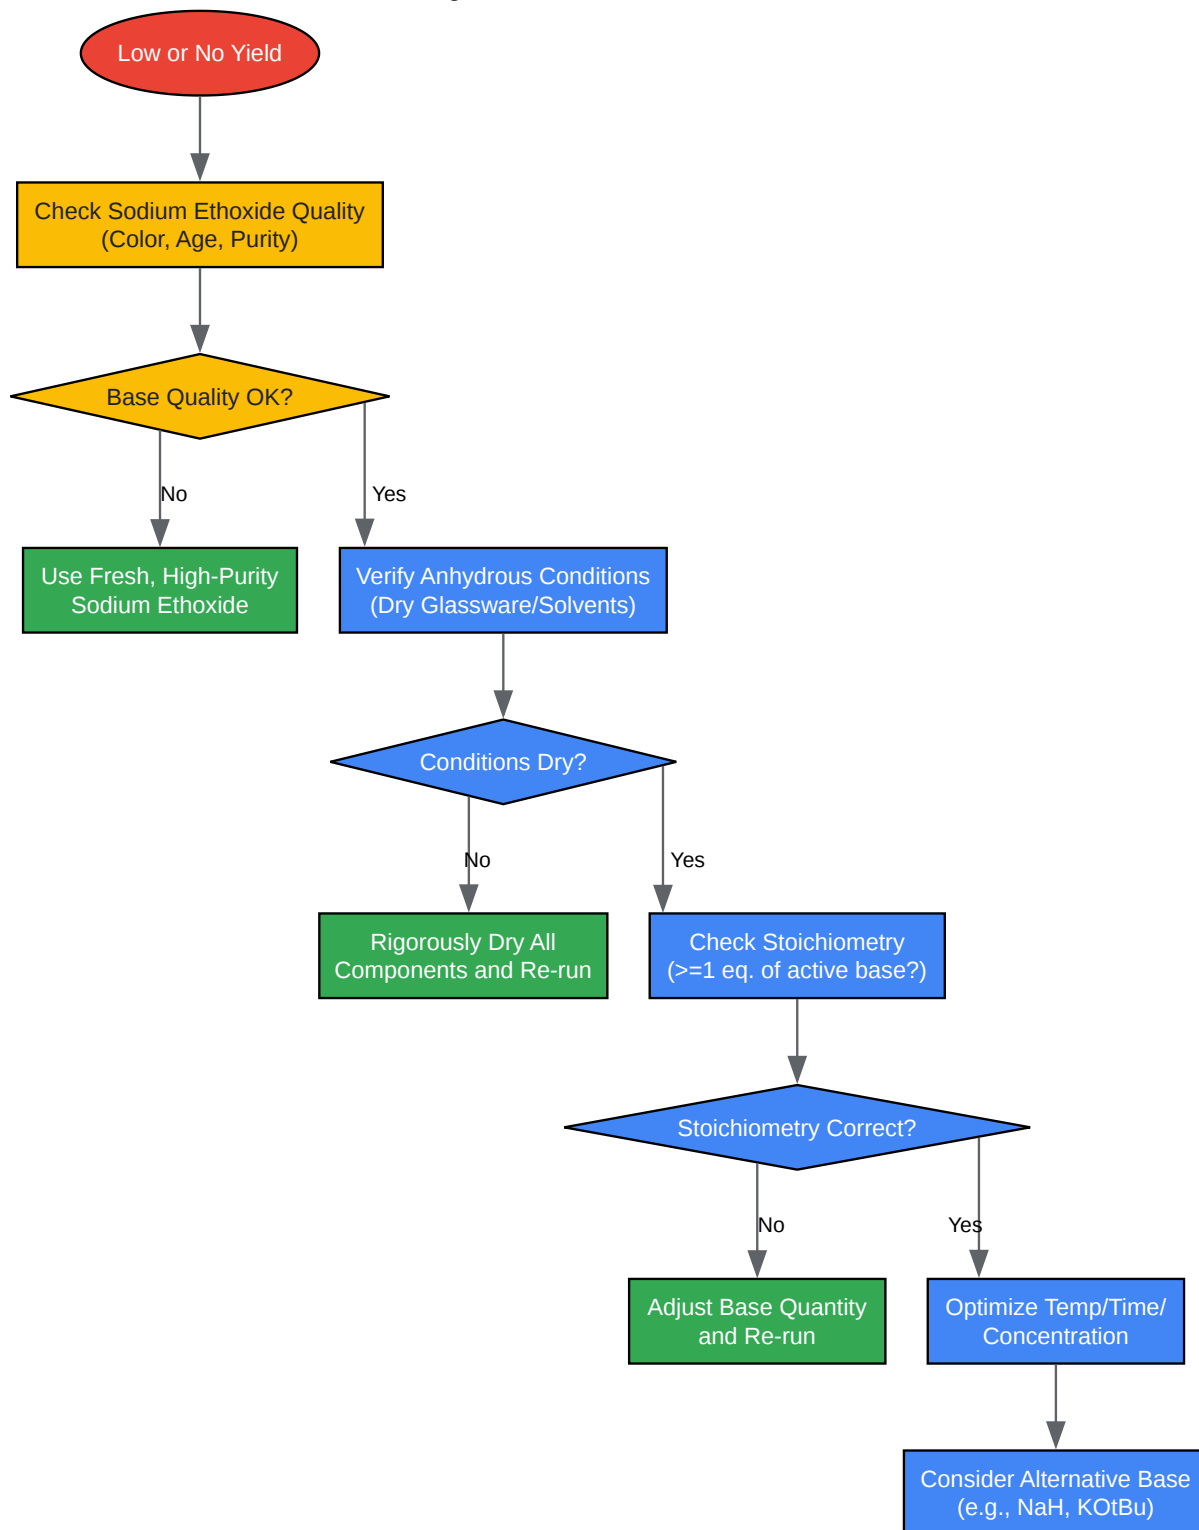 Low or No Yield
Check Sodium Ethoxide Quality
(Color, Age, Purity)
Base Quality OK?
No
Yes
Use Fresh, High-Purity
Sodium Ethoxide
Verify Anhydrous Conditions
(Dry Glassware/Solvents)
Conditions Dry?
No
Yes
Rigorously Dry All
Components and Re-run
Check Stoichiometry
(>=1 eq. of active base?)
Stoichiometry Correct?
No
Yes
Adjust Base Quantity
and Re-run
Optimize Temp/Time/
Concentration
Consider Alternative Base
(e.g., NaH, KOtBu)